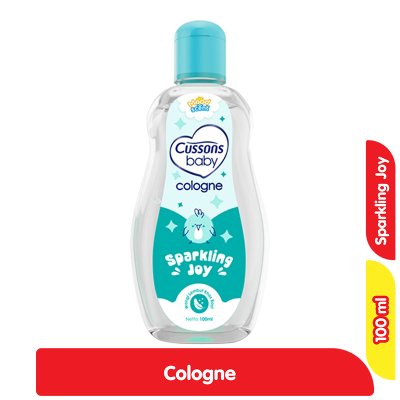 Cussons
baby
cologne
Sparkling
Joy
Netto 100ml
Sparkling Joy
100 ml
Cologne